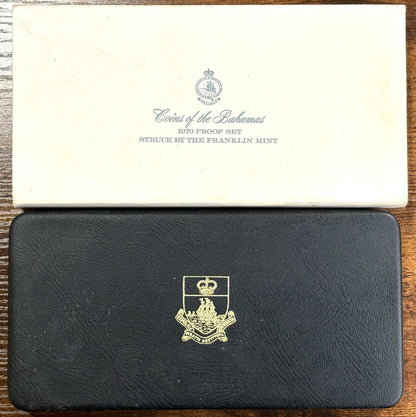 Coins of the Bahamas
1970 PROOF SET
STRUCK BY THE FRANKLIN MINT